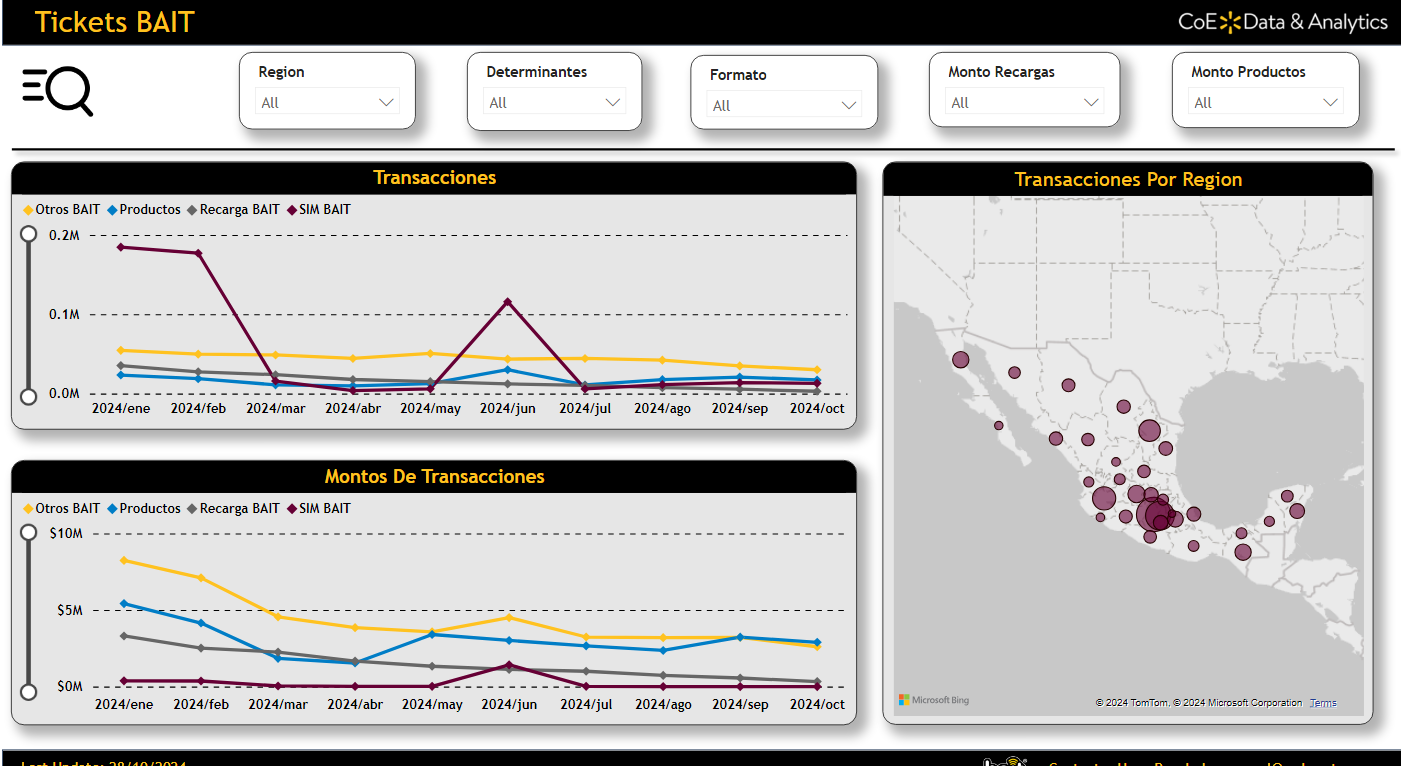 Tickets BAIT
CoE Data & Analytics
Region
All
Determinantes
All
Formato
All
Monto Recargas
All
Monto Productos
All
Transacciones
Otros BAIT Productos Recarga BAIT SIM BAIT
0.2M
0.1M
0.0M
2024/ene 2024/feb 2024/mar 2024/abr 2024/may 2024/jun 2024/jul 2024/ago 2024/sep 2024/oct
Montos De Transacciones
Otros BAIT Productos Recarga BAIT SIM BAIT
$10M
$5M
$0M
2024/ene 2024/feb 2024/mar 2024/abr 2024/may 2024/jun 2024/jul 2024/ago 2024/sep 2024/oct
Transacciones Por Region
Microsoft Bing
© 2024 TomTom, © 2024 Microsoft Corporation Terms
Last Update: 28/10/2024